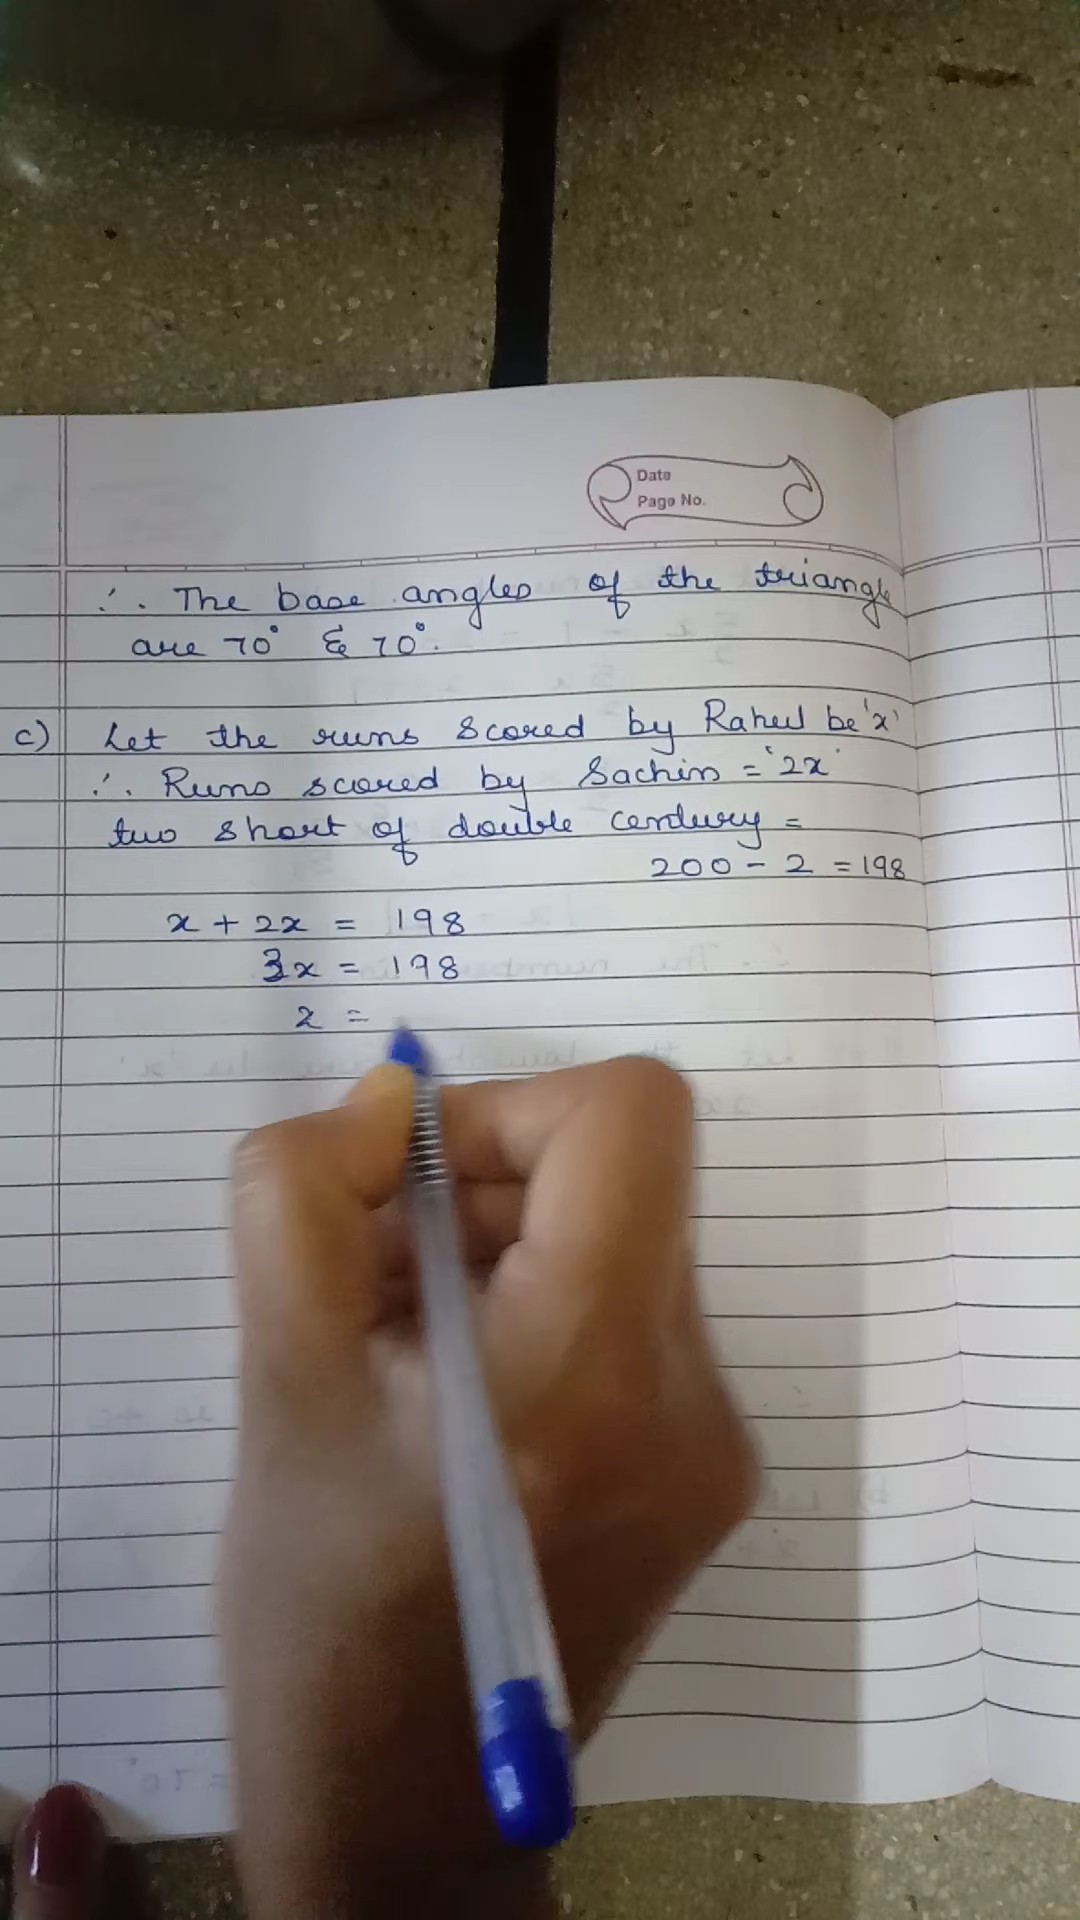 Date
Page No.
∴ The base angles of the triangle
are 70° & 70°.
c) Let the runs scored by Rahul be 'x'
∴ Runs scored by Sachin = '2x'
two short of double century =
200 - 2 = 198
x + 2x = 198
3x = 198
x =